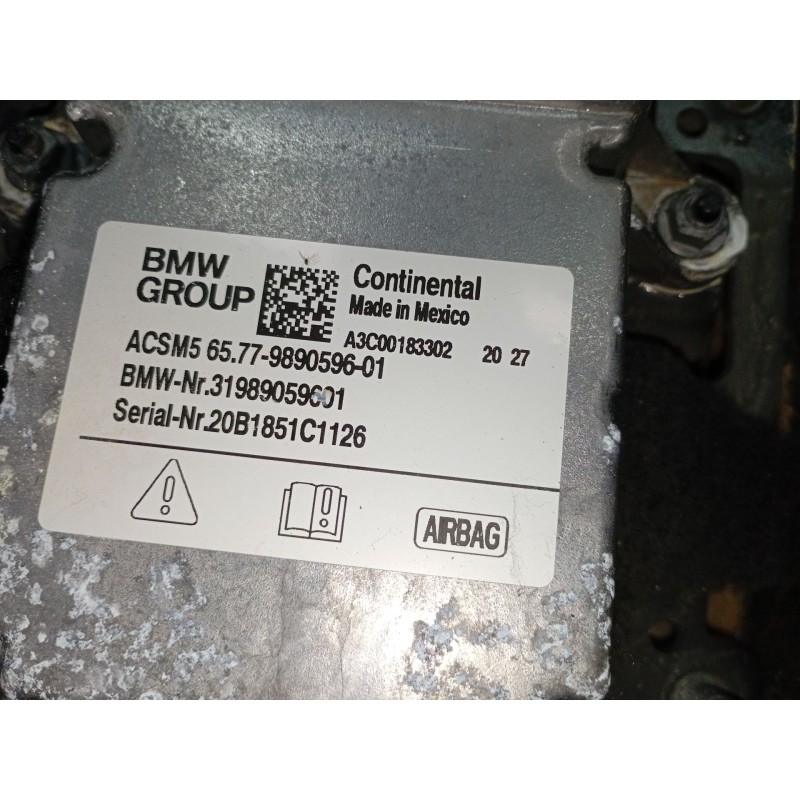 BMW
GROUP
Continental
Made in Mexico
A3C00183302 20 27
ACSM5 65.77-9890596-01
BMW-Nr.31989059601
Serial-Nr.20B1851C1126
AIRBAG